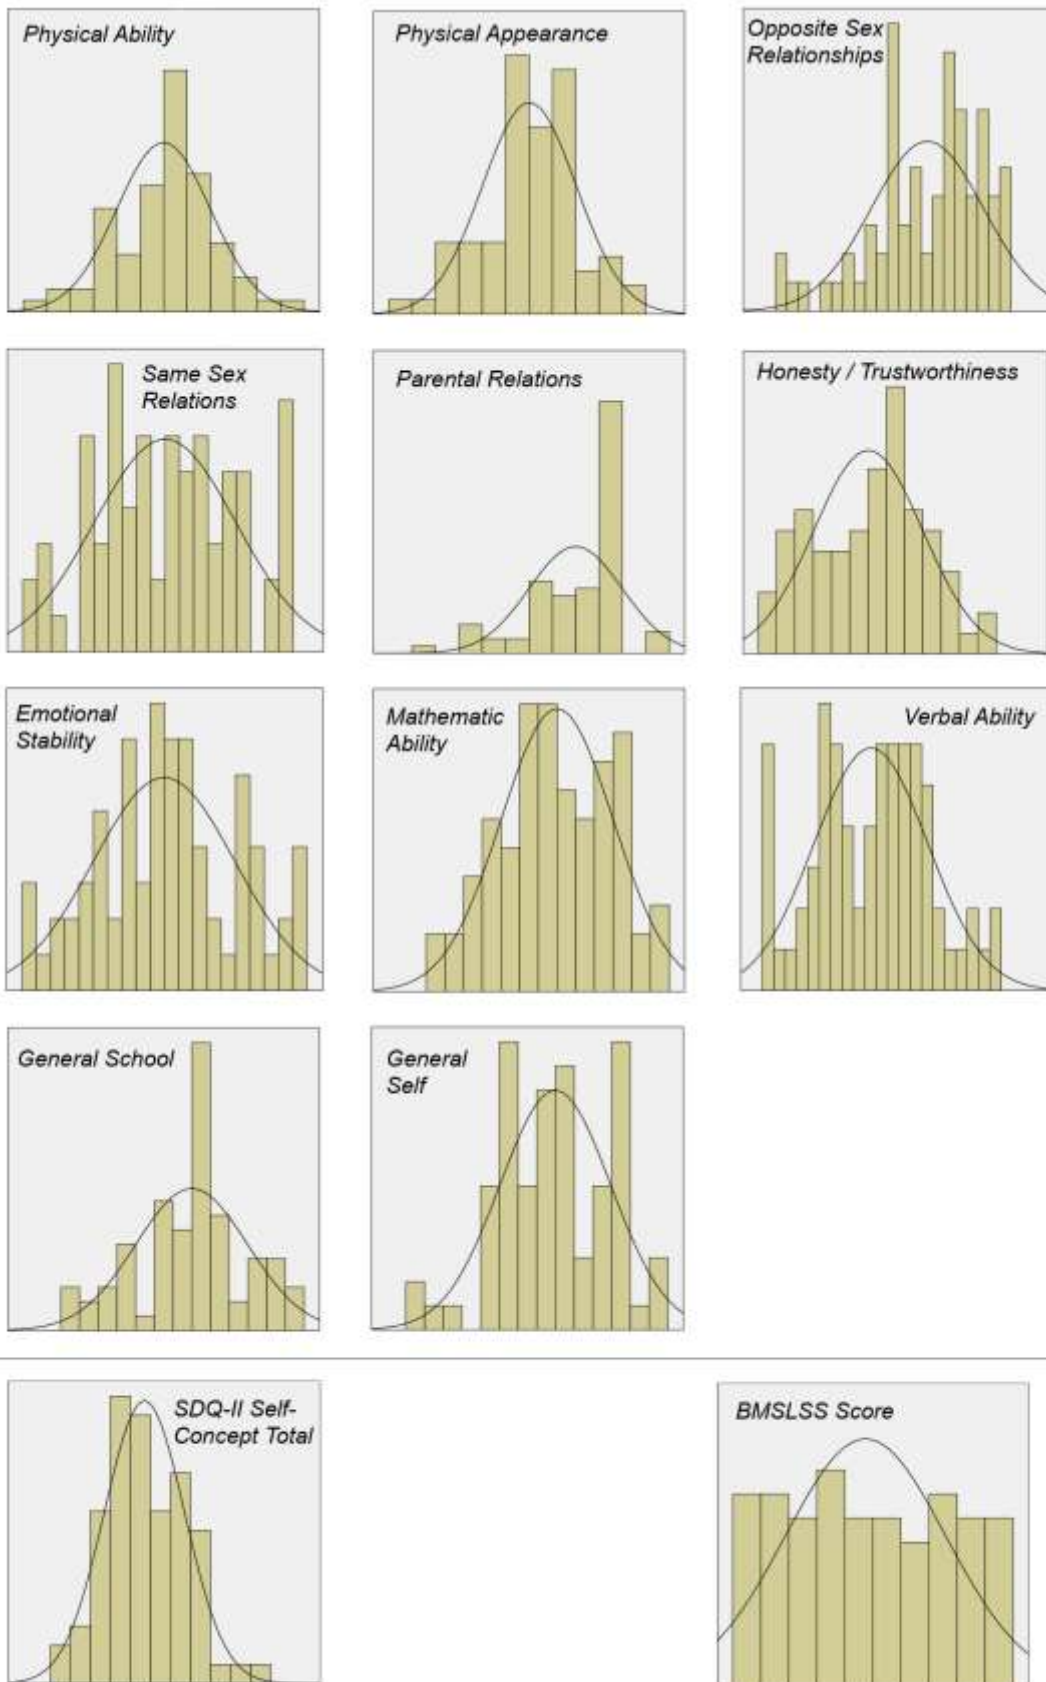 Physical Ability
Physical Appearance
Opposite Sex
Relationships
Same Sex
Relations
Parental Relations
Honesty / Trustworthiness
Emotional
Stability
Mathematic
Ability
Verbal Ability
General School
General
Self
SDQ-II Self-
Concept Total
BMSLSS Score